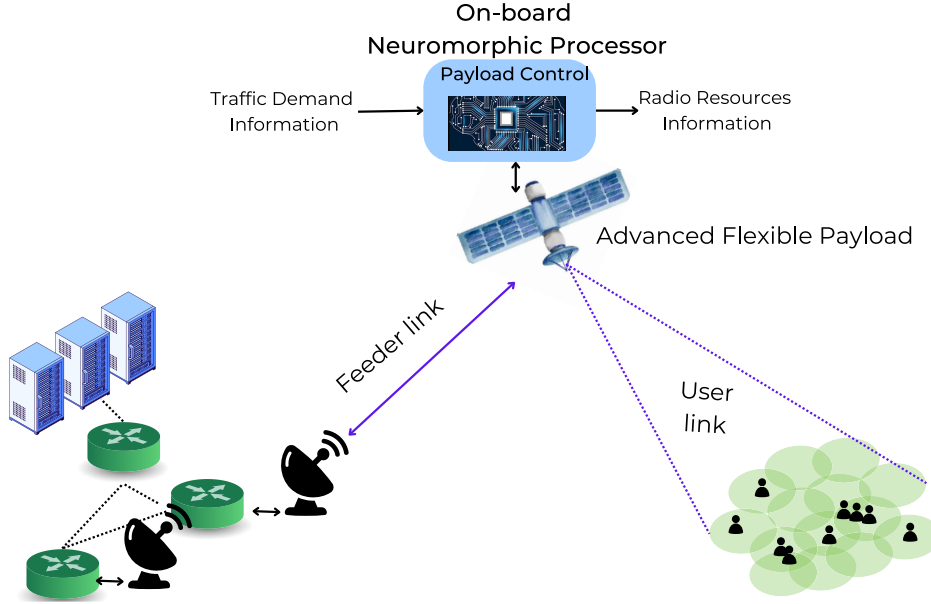 On-board
Neuromorphic Processor
Payload Control
Traffic Demand
Information
Radio Resources
Information
Advanced Flexible Payload
Feeder link
User
link